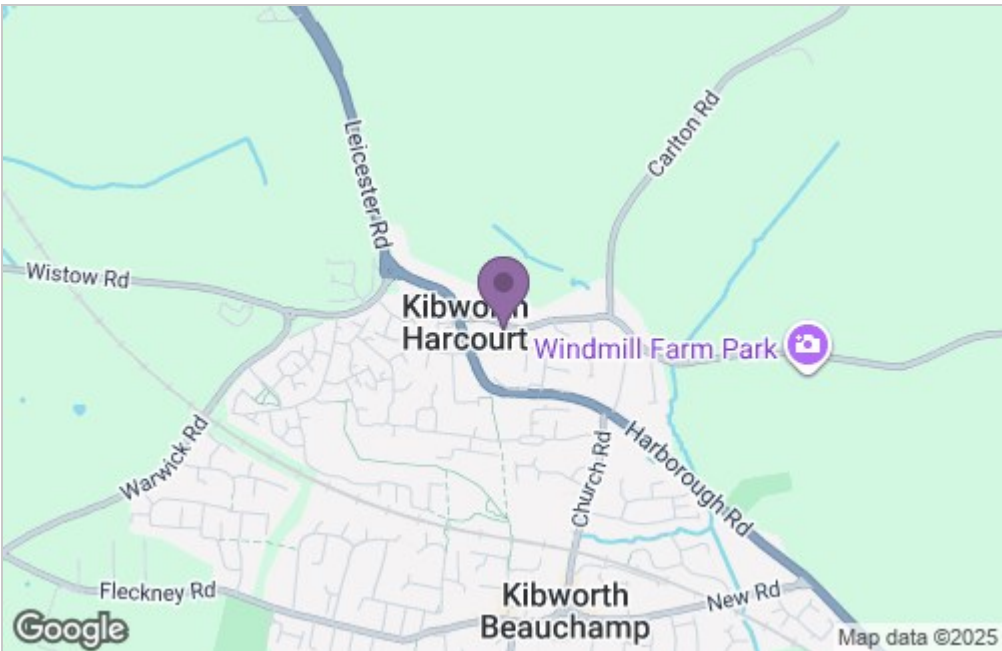 Leicester Rd
Carlton Rd
Wistow Rd
Kibworth
Harcourt
Windmill Farm Park
Warwick Rd
Church Rd
Harborough Rd
Fleckney Rd
Kibworth
Beauchamp
New Rd
Google
Map data ©2025